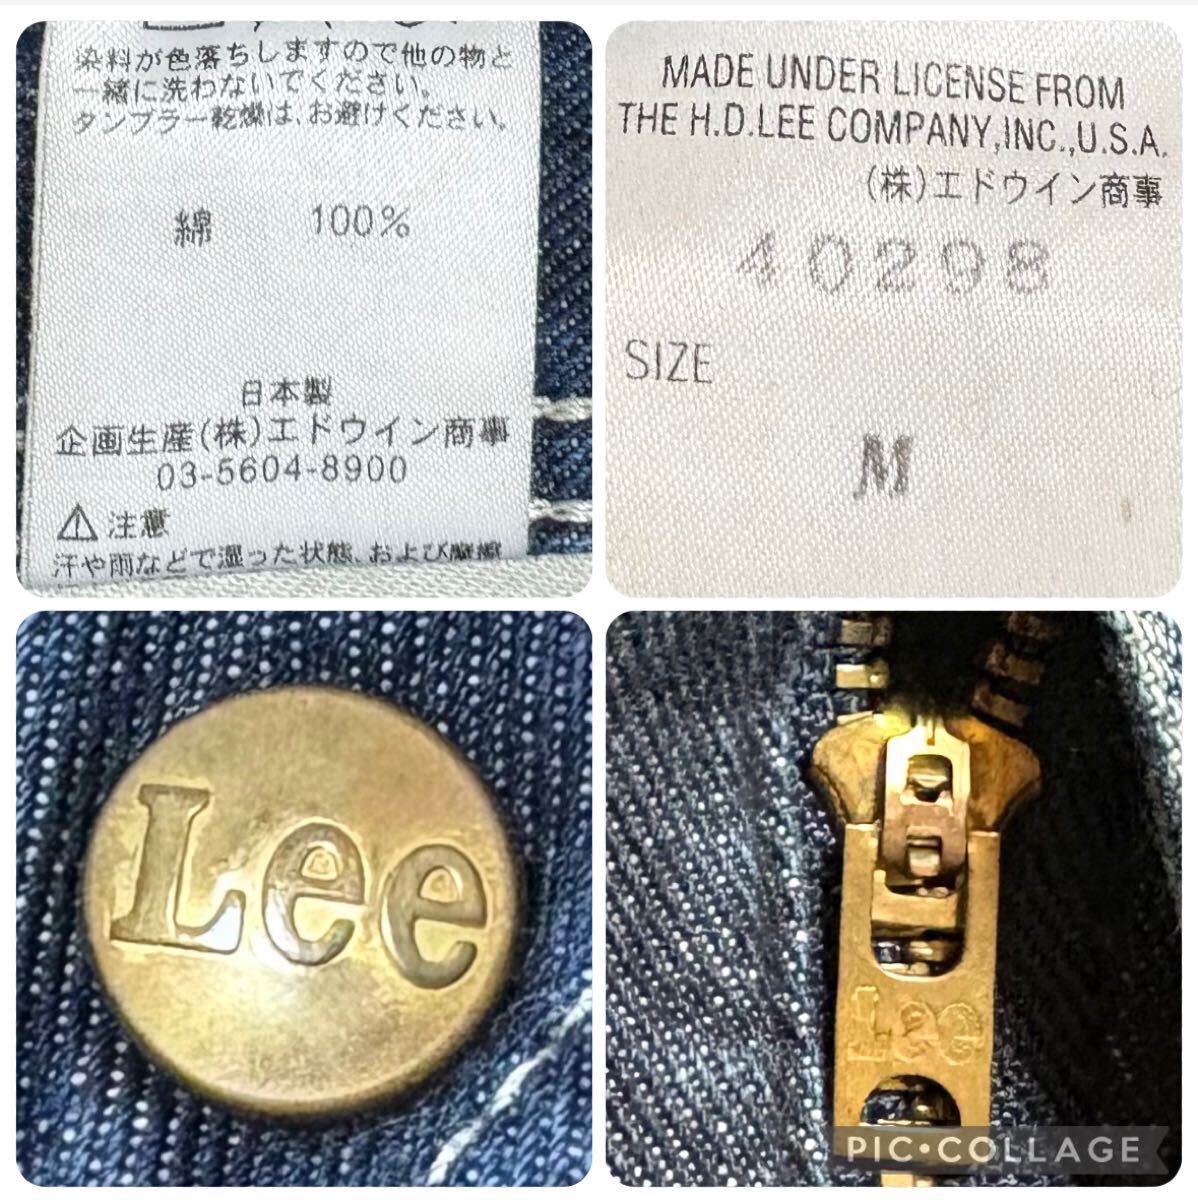 染料が色落ちしますので他の物と
一緒に洗わないでください。
タンブラー乾燥は、お避けください。
綿 100%
日本製
企画生産(株)エドウイン商事
03-5604-8900
⚠注意
汗や雨などで湿った状態、および摩擦
MADE UNDER LICENSE FROM
THE H.D.LEE COMPANY,INC.,U.S.A.
(株)エドウイン商事
40298
SIZE
M
Lee
Lee
PIC•COLLAGE